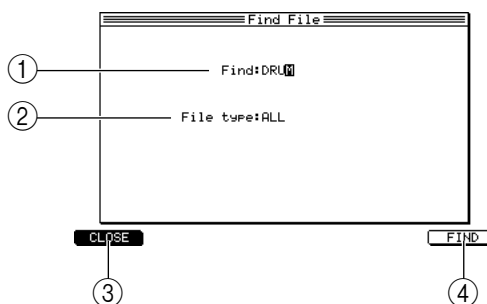 Find File
① Find:DRUM
② File type:ALL
CLOSE FIND
③ ④